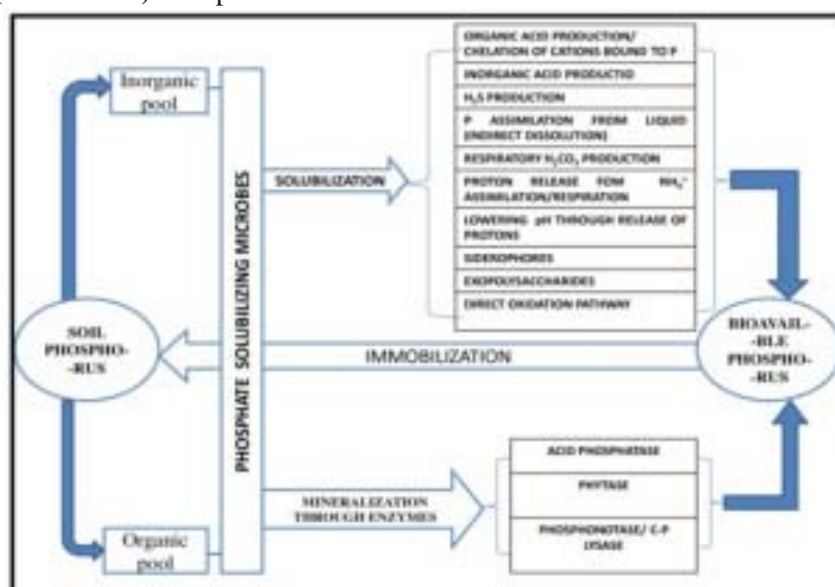 Inorganic
pool
PHOSPHATE SOLUBILIZING MICROBES
SOLUBILIZATION
ORGANIC ACID PRODUCTION/
CHELATION OF CATIONS BOUND TO P
INORGANIC ACID PRODUCTIO
H₂S PRODUCTION
P ASSIMILATION FROM LIQUID
(INDIRECT DISSOLUTION)
RESPIRATORY H₂CO₃ PRODUCTION
PROTON RELEASE FOM NH₄⁺
ASSIMILATION/RESPIRATION
LOWERING pH THROUGH RELEASE OF
PROTONS
SIDEROPHORES
EXOPOLYSACCHARIDES
DIRECT OXIDATION PATHWAY
SOIL
PHOSPHO-
-RUS
IMMOBILIZATION
BIOAVAIL-
-BLE
PHOSPHO-
-RUS
MINERALIZATION
THROUGH ENZYMES
ACID PHOSPHATASE
PHYTASE
PHOSPHONOTASE/ C-P
LYSASE
Organic
pool